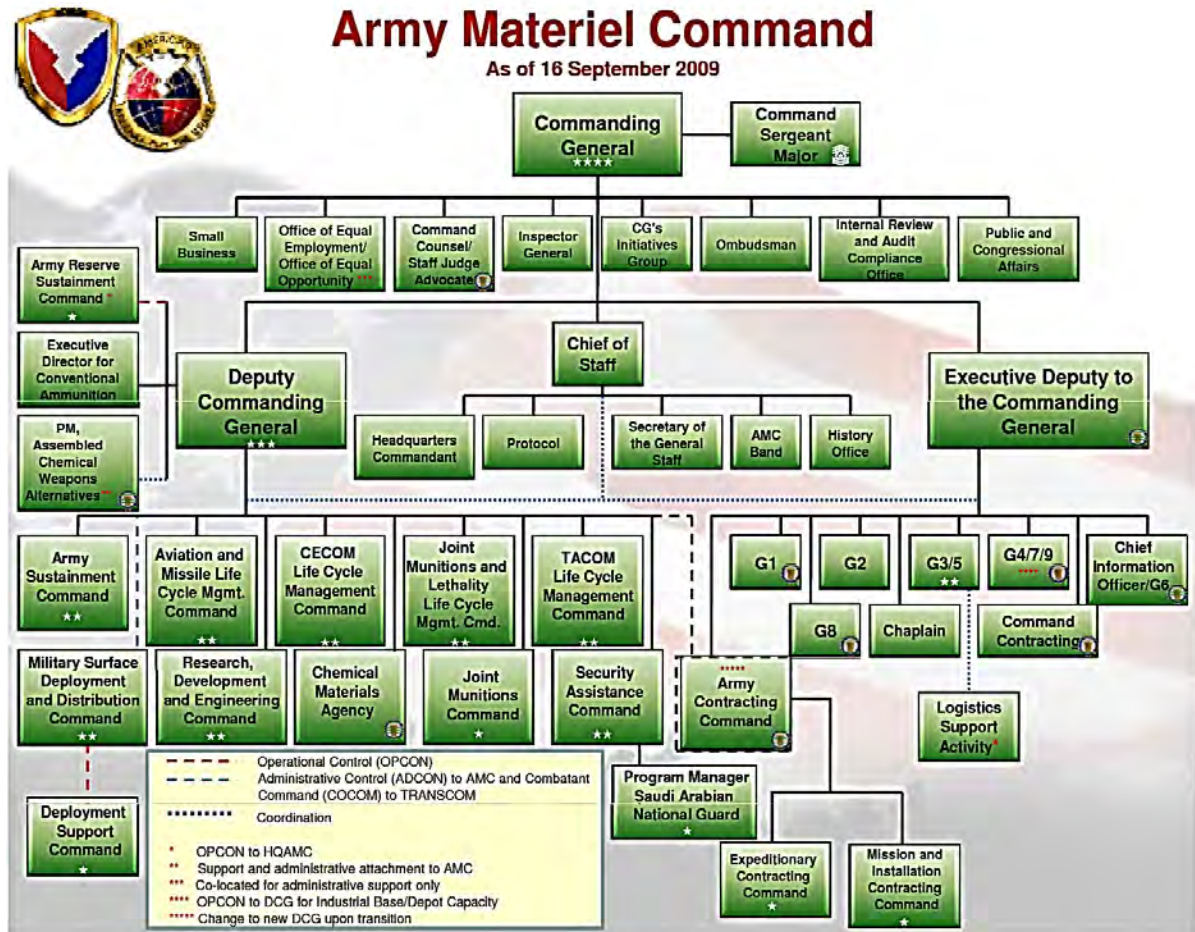 Army Materiel Command
As of 16 September 2009
Commanding
General
★★★★
Command
Sergeant
Major
Small
Business
Office of Equal
Employment/
Office of Equal
Opportunity ***
Command
Counsel/
Staff Judge
Advocate
Inspector
General
CG's
Initiatives
Group
Ombudsman
Internal Review
and Audit
Compliance
Office
Public and
Congressional
Affairs
Army Reserve
Sustainment
Command *
★
Executive
Director for
Conventional
Ammunition
PM,
Assembled
Chemical
Weapons
Alternatives**
Deputy
Commanding
General
★★★
Chief of
Staff
Executive Deputy to
the Commanding
General
Headquarters
Commandant
Protocol
Secretary of
the General
Staff
AMC
Band
History
Office
Army
Sustainment
Command
★★
Aviation and
Missile Life
Cycle Mgmt.
Command
★★
CECOM
Life Cycle
Management
Command
★★
Joint
Munitions and
Lethality
Life Cycle
Mgmt. Cmd.
★★
TACOM
Life Cycle
Management
Command
★★
G1
G2
G3/5
★★
G4/7/9
****
Chief
Information
Officer/G6
G8
Chaplain
Command
Contracting
Military Surface
Deployment
and Distribution
Command
★★
Research,
Development
and Engineering
Command
★★
Chemical
Materials
Agency
Joint
Munitions
Command
★
Security
Assistance
Command
★★
*****
Army
Contracting
Command
Logistics
Support
Activity*
Deployment
Support
Command
★
Program Manager
Saudi Arabian
National Guard
★
Expeditionary
Contracting
Command
★
Mission and
Installation
Contracting
Command
★
Operational Control (OPCON)
Administrative Control (ADCON) to AMC and Combatant
Command (COCOM) to TRANSCOM
Coordination
* OPCON to HQAMC
** Support and administrative attachment to AMC
*** Co-located for administrative support only
**** OPCON to DCG for Industrial Base/Depot Capacity
***** Change to new DCG upon transition